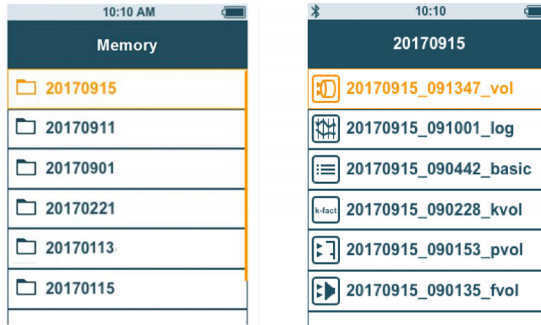 10:10 AM
Memory
20170915
20170911
20170901
20170221
20170113
20170115
10:10
20170915
20170915_091347_vol
20170915_091001_log
20170915_090442_basic
k-fact 20170915_090228_kvol
20170915_090153_pvol
20170915_090135_fvol